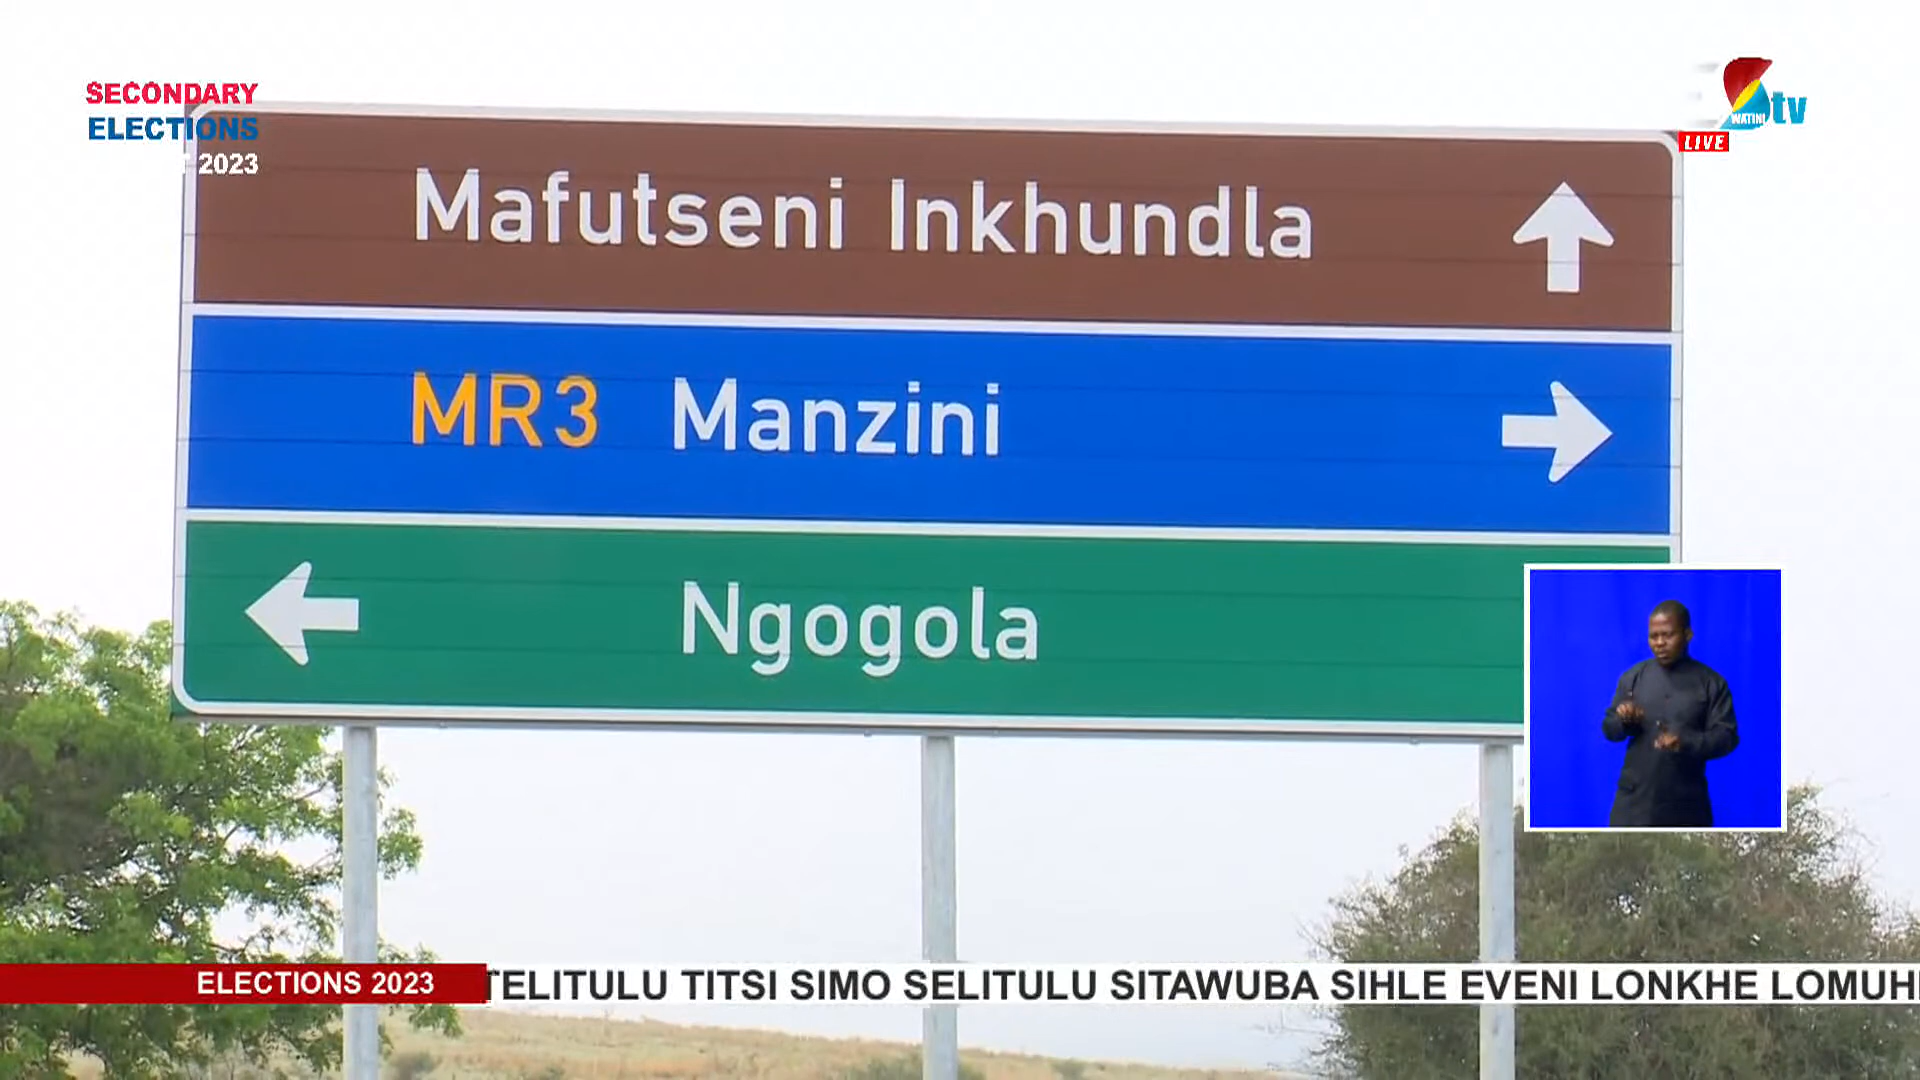 SECONDARY
ELECTIONS
2023
WATINI
tv
LIVE
Mafutseni Inkhundla
MR3 Manzini
Ngogola
ELECTIONS 2023
TELITULU TITSI SIMO SELITULU SITAWUBA SIHLE EVENI LONKHE